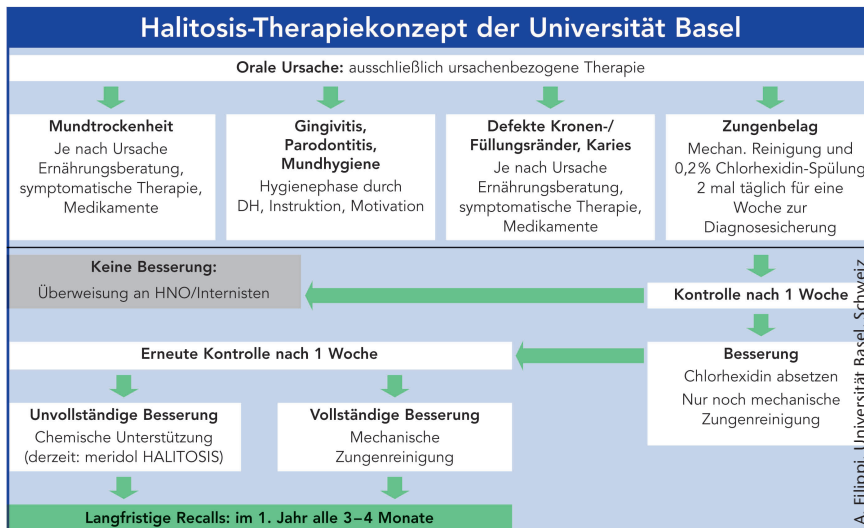 Halitosis-Therapiekonzept der Universität Basel
Orale Ursache: ausschließlich ursachenbezogene Therapie
Mundtrockenheit
Je nach Ursache
Ernährungsberatung,
symptomatische Therapie,
Medikamente
Gingivitis,
Parodontitis,
Mundhygiene
Hygienephase durch
DH, Instruktion, Motivation
Defekte Kronen-/
Füllungsränder, Karies
Je nach Ursache
Ernährungsberatung,
symptomatische Therapie,
Medikamente
Zungenbelag
Mechan. Reinigung und
0,2% Chlorhexidin-Spülung
2 mal täglich für eine
Woche zur
Diagnosesicherung
Keine Besserung:
Überweisung an HNO/Internisten
Kontrolle nach 1 Woche
Erneute Kontrolle nach 1 Woche
Besserung
Chlorhexidin absetzen
Nur noch mechanische
Zungenreinigung
Unvollständige Besserung
Chemische Unterstützung
(derzeit: meridol HALITOSIS)
Vollständige Besserung
Mechanische
Zungenreinigung
Langfristige Recalls: im 1. Jahr alle 3–4 Monate
A. Filippi, Universität Basel, Schweiz